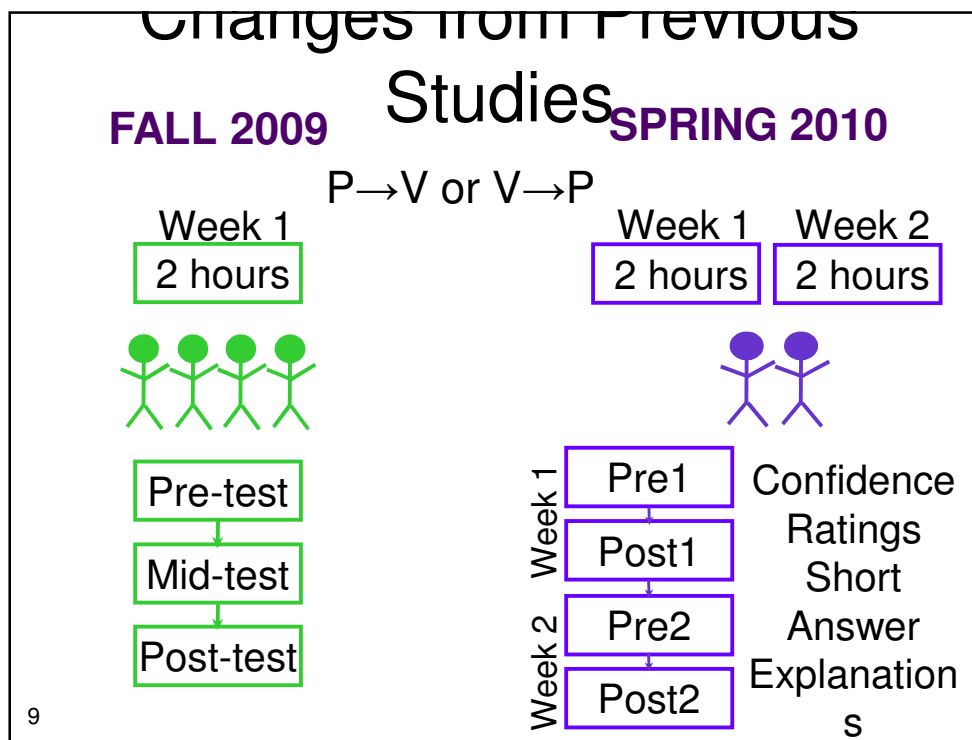 Changes from Previous
Studies
FALL 2009
SPRING 2010
P→V or V→P
Week 1
2 hours
Week 1
Week 2
2 hours
2 hours
Pre-test
Mid-test
Post-test
Week 1
Pre1
Post1
Week 2
Pre2
Post2
Confidence
Ratings
Short
Answer
Explanation
s
9